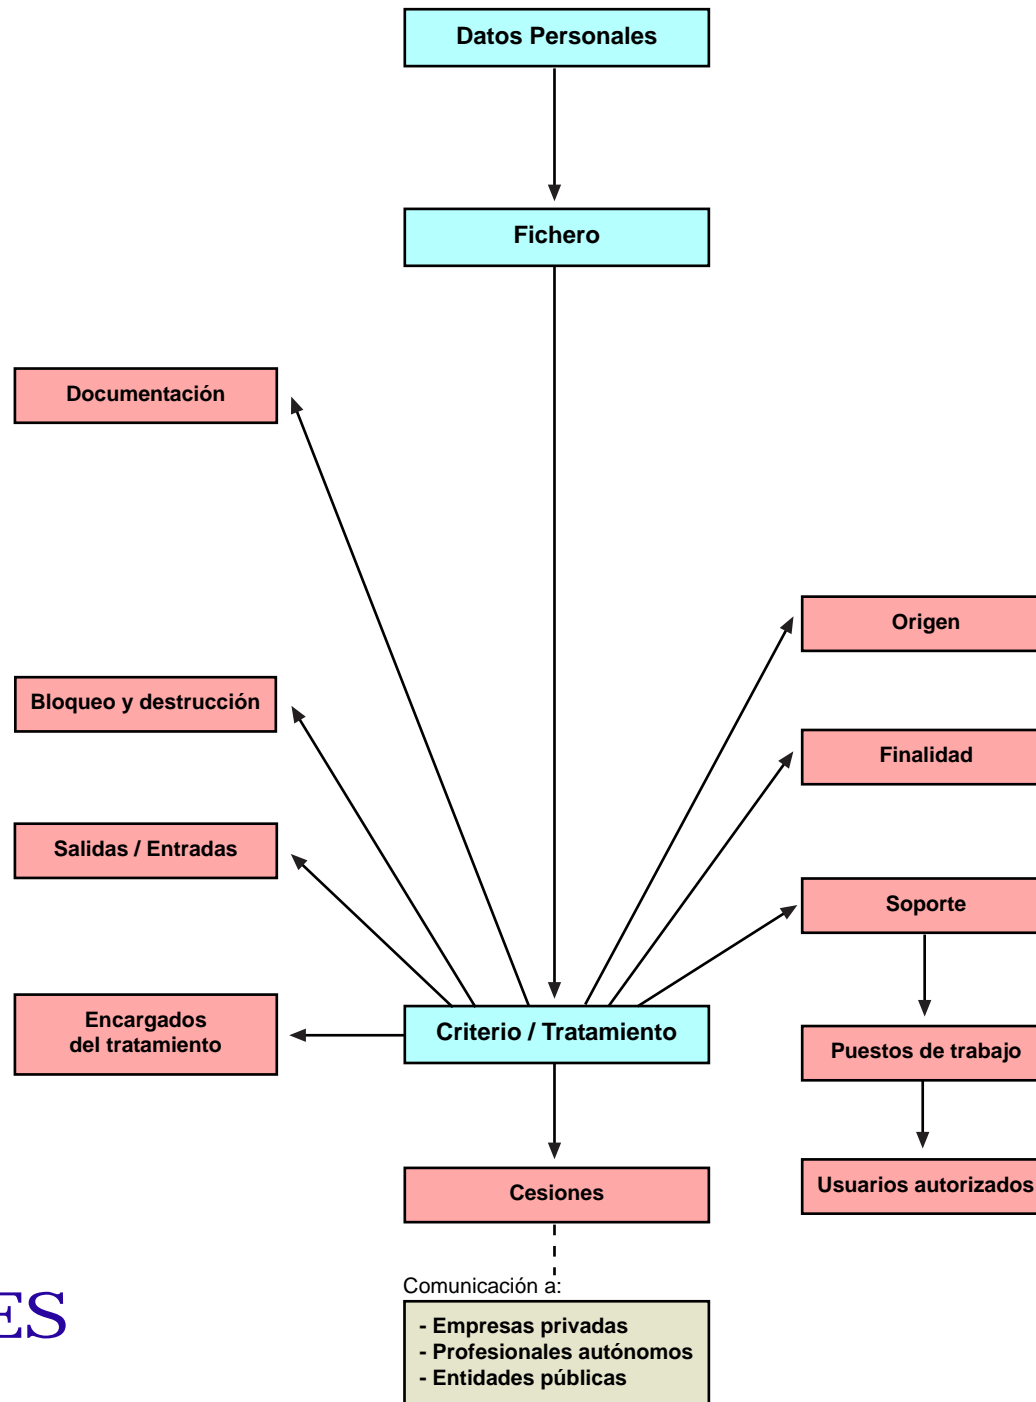 Datos Personales
Fichero
Documentación
Origen
Bloqueo y destrucción
Finalidad
Salidas / Entradas
Soporte
Encargados
del tratamiento
Criterio / Tratamiento
Puestos de trabajo
Cesiones
Usuarios autorizados
Comunicación a:
- Empresas privadas
- Profesionales autónomos
- Entidades públicas
ES